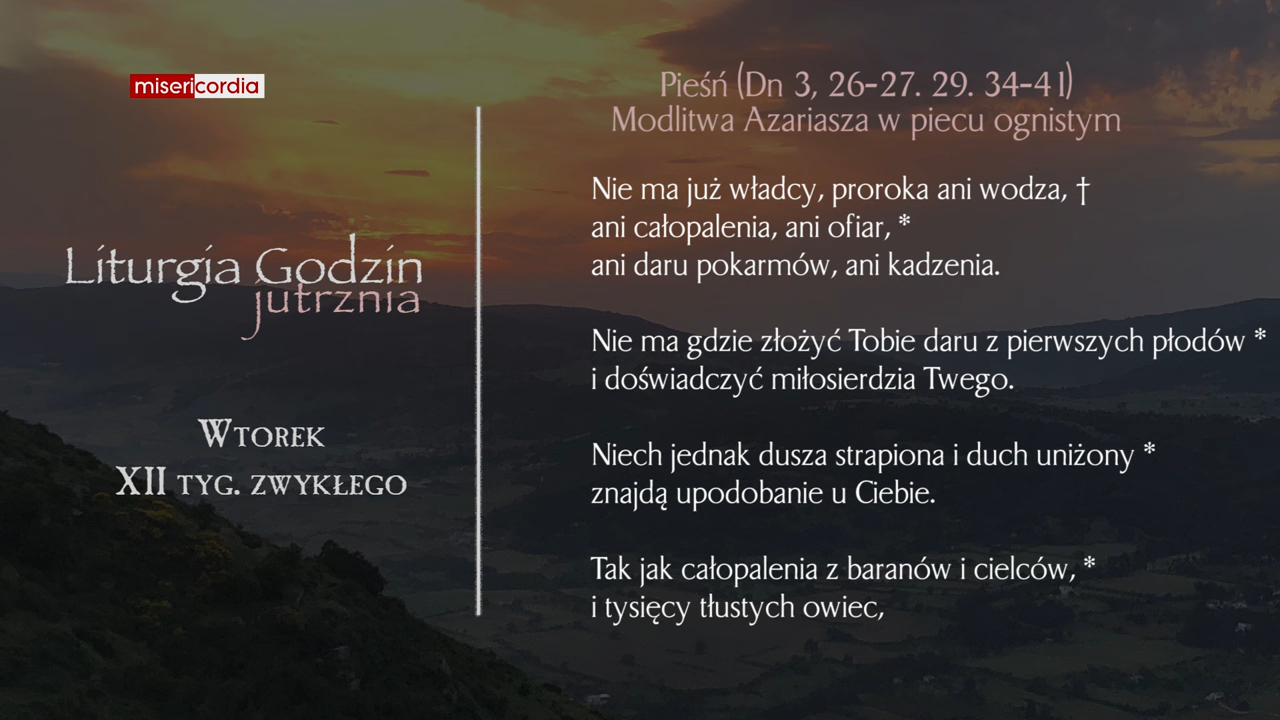 misericordia
Liturgia Godzin
jutrznia
Wtorek
XII tyg. zwykłego
Pieśń (Dn 3, 26-27. 29. 34-41)
Modlitwa Azariasza w piecu ognistym
Nie ma już władcy, proroka ani wodza, †
ani całopalenia, ani ofiar, *
ani daru pokarmów, ani kadzenia.
Nie ma gdzie złożyć Tobie daru z pierwszych płodów *
i doświadczyć miłosierdzia Twego.
Niech jednak dusza strapiona i duch uniżony *
znajdą upodobanie u Ciebie.
Tak jak całopalenia z baranów i cielców, *
i tysięcy tłustych owiec,